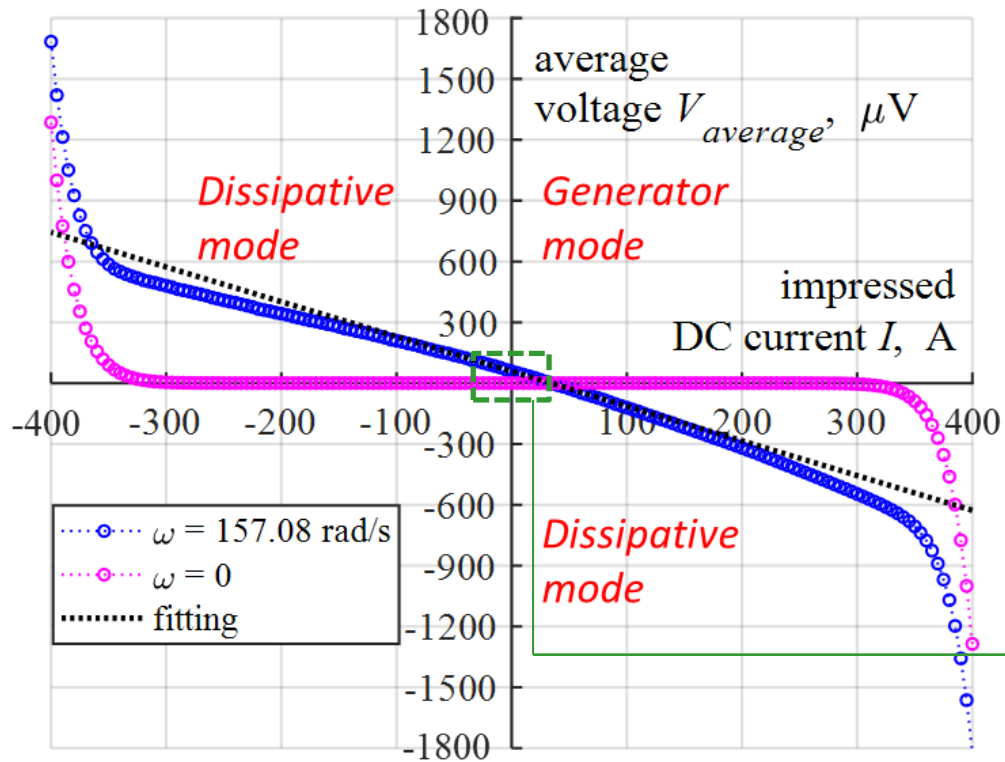 1800
1500
1200
900
600
300
average
voltage V_average, μV
Dissipative
mode
Generator
mode
impressed
DC current I, A
-400
-300
-200
-100
100
200
300
400
-300
-600
-900
-1200
-1500
-1800
Dissipative
mode
ω = 157.08 rad/s
ω = 0
fitting